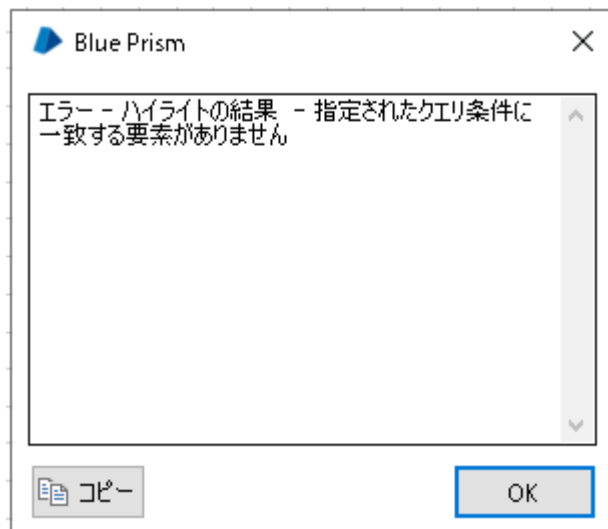 Blue Prism
エラー - ハイライトの結果 - 指定されたクエリ条件に
一致する要素がありません
コピー
OK